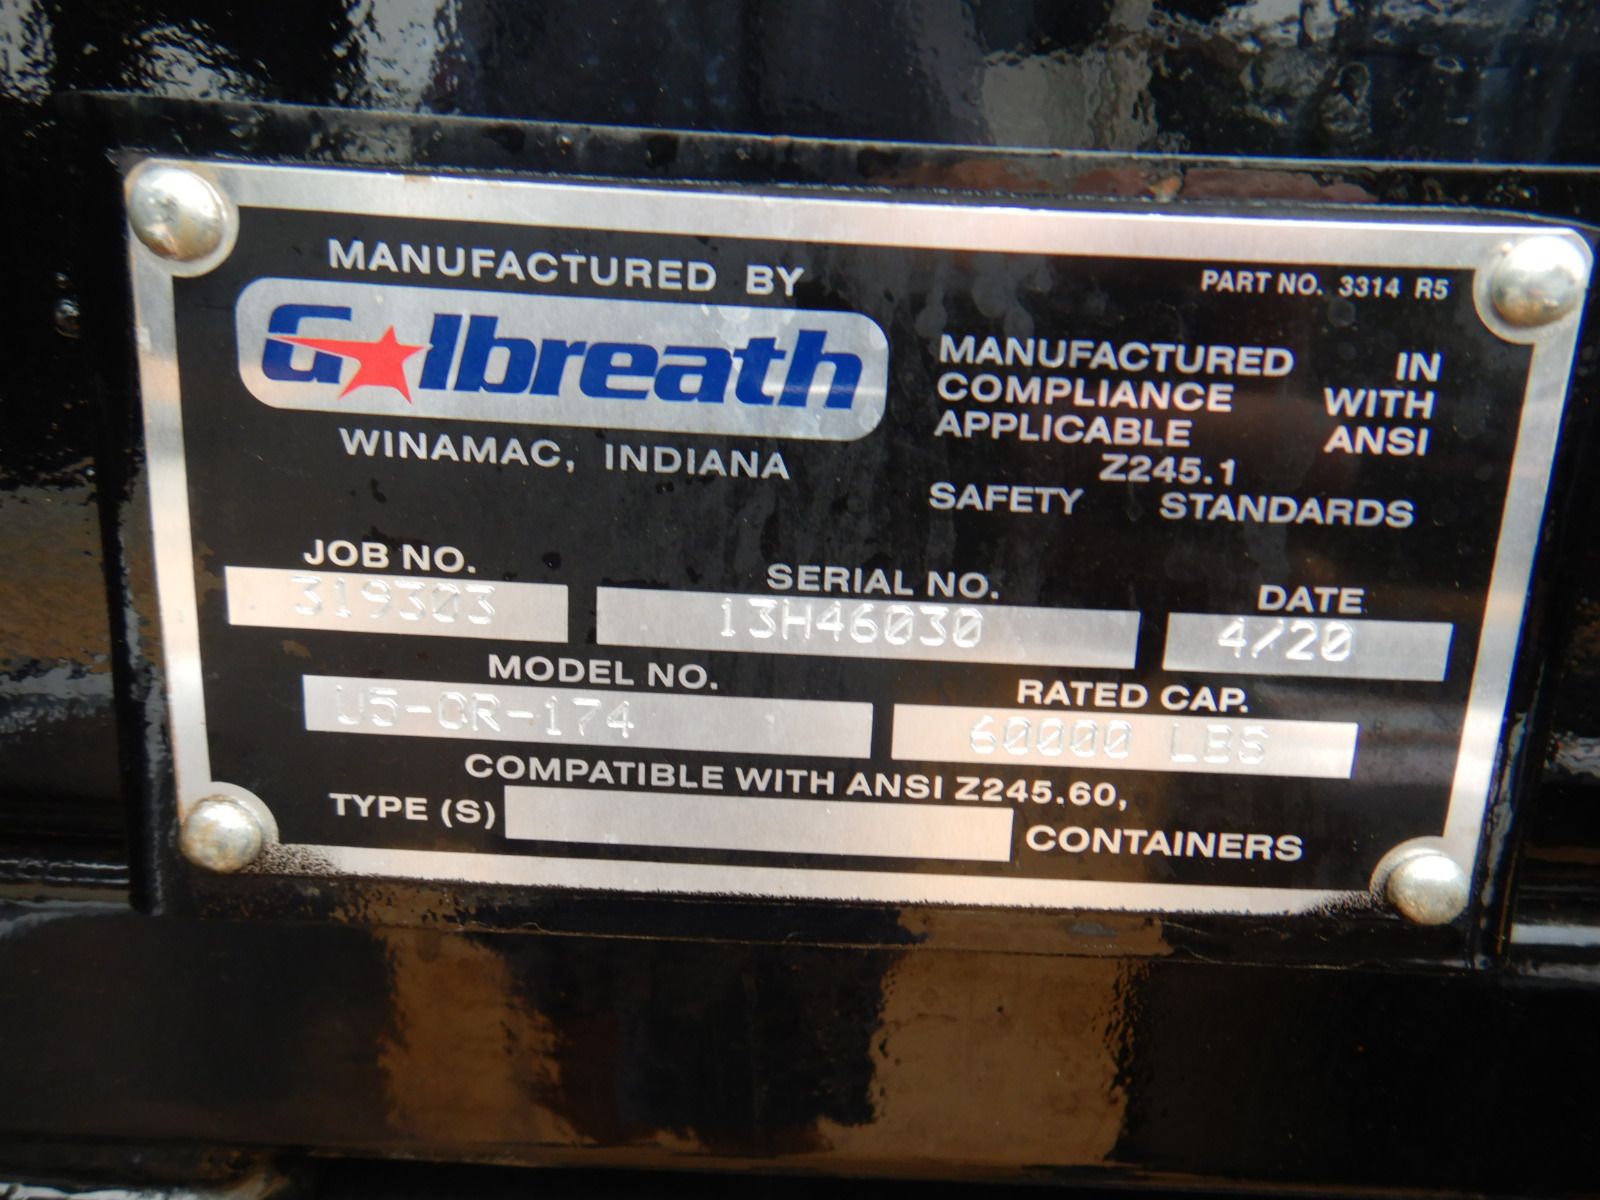 MANUFACTURED BY
Galbreath
WINAMAC, INDIANA
PART NO. 3314 R5
MANUFACTURED IN
COMPLIANCE WITH
APPLICABLE ANSI
Z245.1
SAFETY STANDARDS
JOB NO.
319303
SERIAL NO.
13H46030
DATE
4/20
MODEL NO.
U5-OR-174
RATED CAP.
60000 LBS
COMPATIBLE WITH ANSI Z245.60,
TYPE (S) CONTAINERS